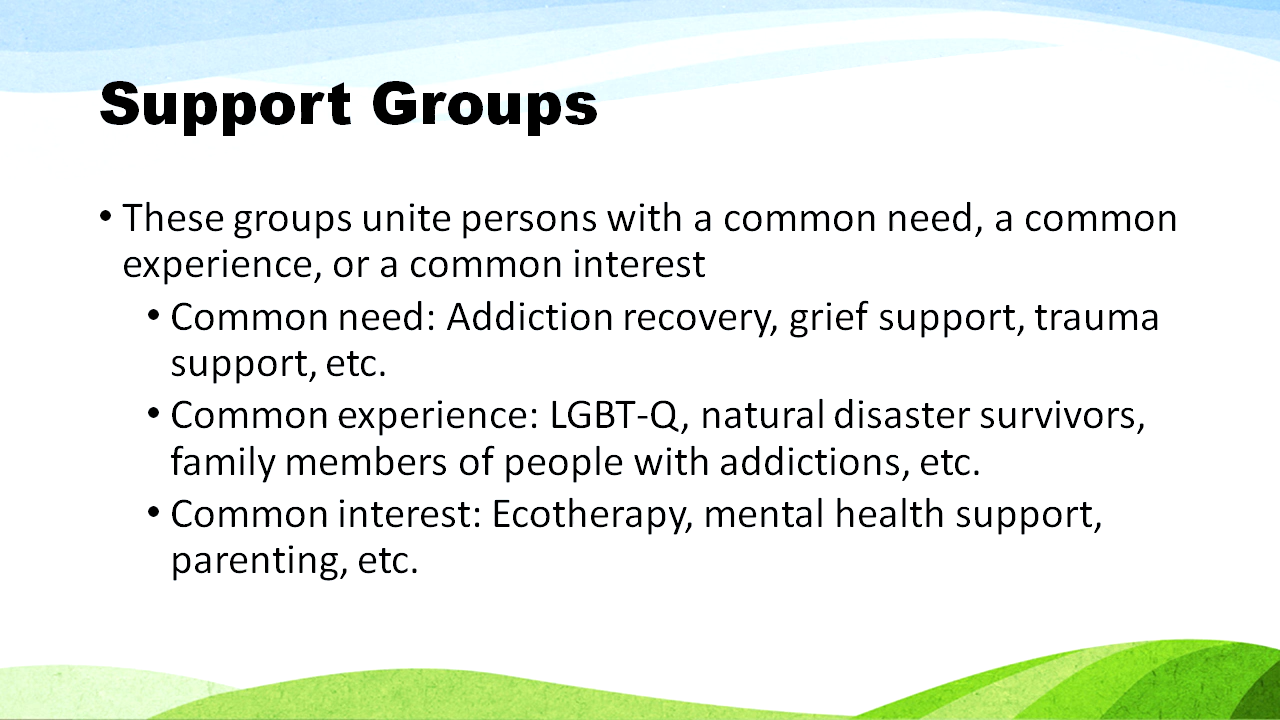 Support Groups
• These groups unite persons with a common need, a common
experience, or a common interest
• Common need: Addiction recovery, grief support, trauma
support, etc.
• Common experience: LGBT-Q, natural disaster survivors,
family members of people with addictions, etc.
• Common interest: Ecotherapy, mental health support,
parenting, etc.